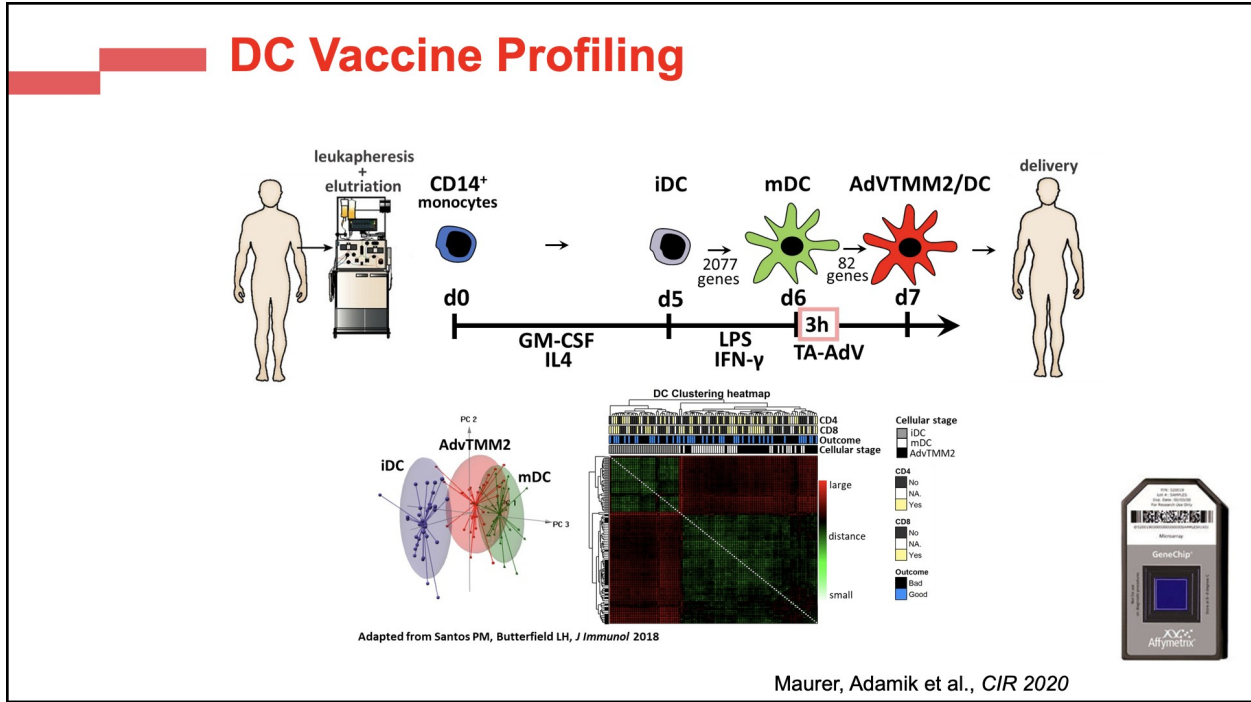 DC Vaccine Profiling
leukapheresis
+
elutriation
CD14+
monocytes
iDC
mDC
AdVTMM2/DC
delivery
2077
genes
82
genes
d0
d5
d6
d7
3h
GM-CSF
IL4
LPS
IFN-γ
TA-AdV
PC 2
AdvTMM2
iDC
mDC
PC 3
DC Clustering heatmap
CD4
CD8
Outcome
Cellular stage
large
distance
small
Cellular stage
iDC
mDC
AdvTMM2
CD4
No
NA.
Yes
CD8
No
NA.
Yes
Outcome
Bad
Good
Microarray
GeneChip
Affymetrix
Adapted from Santos PM, Butterfield LH, J Immunol 2018
Maurer, Adamik et al., CIR 2020